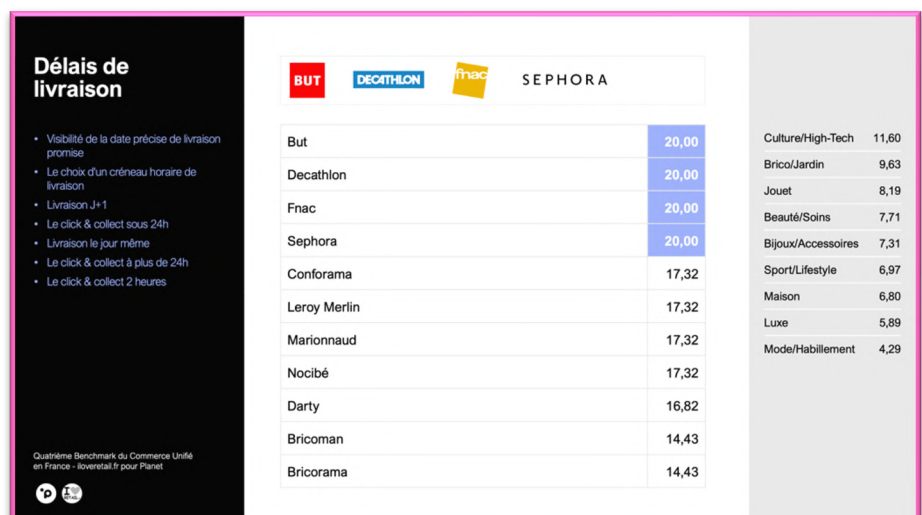 Délais de
livraison
• Visibilité de la date précise de livraison
promise
• Le choix d'un créneau horaire de
livraison
• Livraison J+1
• Le click & collect sous 24h
• Livraison le jour même
• Le click & collect à plus de 24h
• Le click & collect 2 heures
Quatrième Benchmark du Commerce Unifié
en France - iloveretail.fr pour Planet
BUT DECATHLON fnac SEPHORA
But 20,00
Decathlon 20,00
Fnac 20,00
Sephora 20,00
Conforama 17,32
Leroy Merlin 17,32
Marionnaud 17,32
Nocibé 17,32
Darty 16,82
Bricoman 14,43
Bricorama 14,43
Culture/High-Tech 11,60
Brico/Jardin 9,63
Jouet 8,19
Beauté/Soins 7,71
Bijoux/Accessoires 7,31
Sport/Lifestyle 6,97
Maison 6,80
Luxe 5,89
Mode/Habillement 4,29